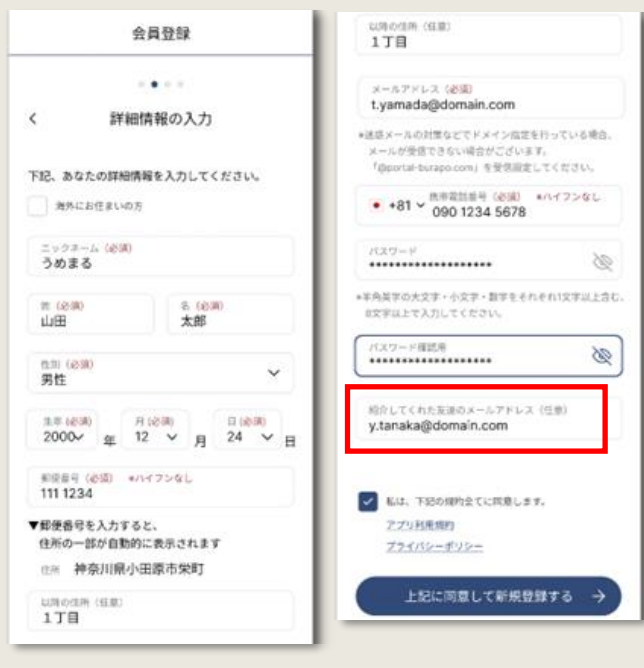 会員登録
詳細情報の入力
下記、あなたの詳細情報を入力してください。
海外にお住まいの方
ニックネーム（必須）
うめまる
姓（必須）
山田
名（必須）
太郎
性別（必須）
男性
生年（必須）
2000
年
月（必須）
12
月
日（必須）
24
日
郵便番号（必須） *ハイフンなし
111 1234
▼郵便番号を入力すると、
住所の一部が自動的に表示されます
住所 神奈川県小田原市栄町
以降の住所（任意）
1丁目
以降の住所（任意）
1丁目
メールアドレス（必須）
t.yamada@domain.com
*迷惑メールの対策などでドメイン指定を行っている場合、
メールが受信できない場合がございます。
「@portal-burapo.com」を受信設定してください。
携帯電話番号（必須） *ハイフンなし
+81 090 1234 5678
パスワード
*******************
*半角英字の大文字・小文字・数字をそれぞれ1文字以上含む、
8文字以上で入力してください。
パスワード確認用
*******************
紹介してくれた友達のメールアドレス（任意）
y.tanaka@domain.com
私は、下記の規約全てに同意します。
アプリ利用規約
プライバシーポリシー
上記に同意して新規登録する →